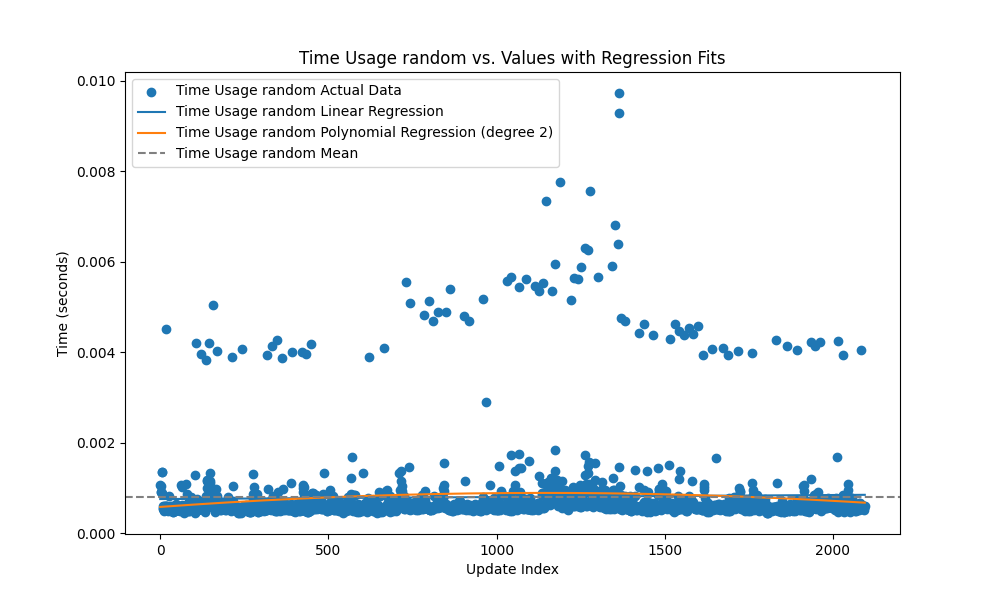 Time Usage random vs. Values with Regression Fits
0.010
Time Usage random Actual Data
Time Usage random Linear Regression
Time Usage random Polynomial Regression (degree 2)
Time Usage random Mean
0.008
0.006
Time (seconds)
0.004
0.002
0.000
0
500
1000
1500
2000
Update Index